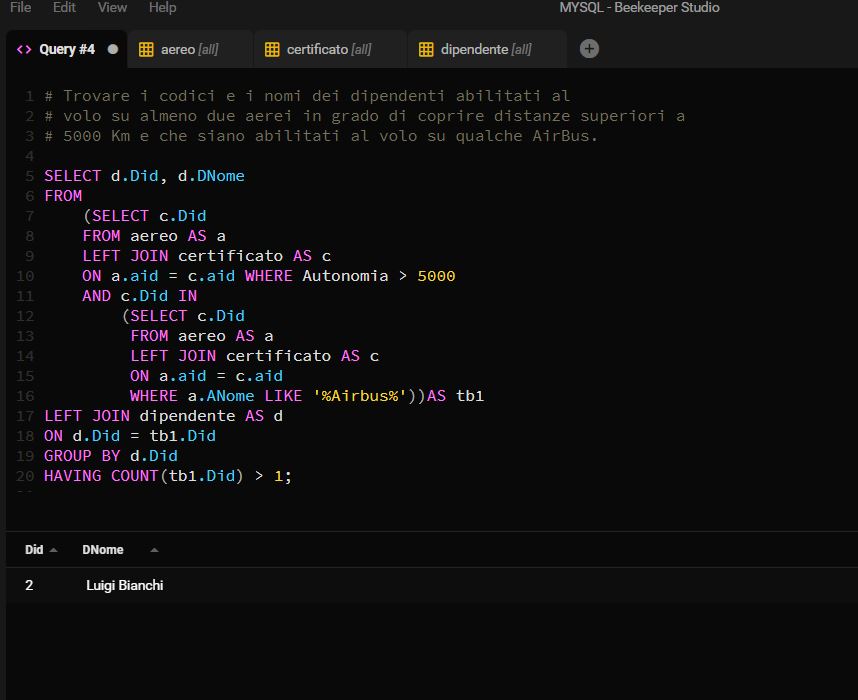 File Edit View Help MYSQL - Beekeeper Studio
<> Query #4 aereo [all] certificato [all] dipendente [all] +
1 # Trovare i codici e i nomi dei dipendenti abilitati al
2 # volo su almeno due aerei in grado di coprire distanze superiori a
3 # 5000 Km e che siano abilitati al volo su qualche AirBus.
4
5 SELECT d.Did, d.DNome
6 FROM
7     (SELECT c.Did
8     FROM aereo AS a
9     LEFT JOIN certificato AS c
10     ON a.aid = c.aid WHERE Autonomia > 5000
11     AND c.Did IN
12         (SELECT c.Did
13          FROM aereo AS a
14          LEFT JOIN certificato AS c
15          ON a.aid = c.aid
16          WHERE a.ANome LIKE '%Airbus%'))AS tb1
17 LEFT JOIN dipendente AS d
18 ON d.Did = tb1.Did
19 GROUP BY d.Did
20 HAVING COUNT(tb1.Did) > 1;
Did DNome
2 Luigi Bianchi